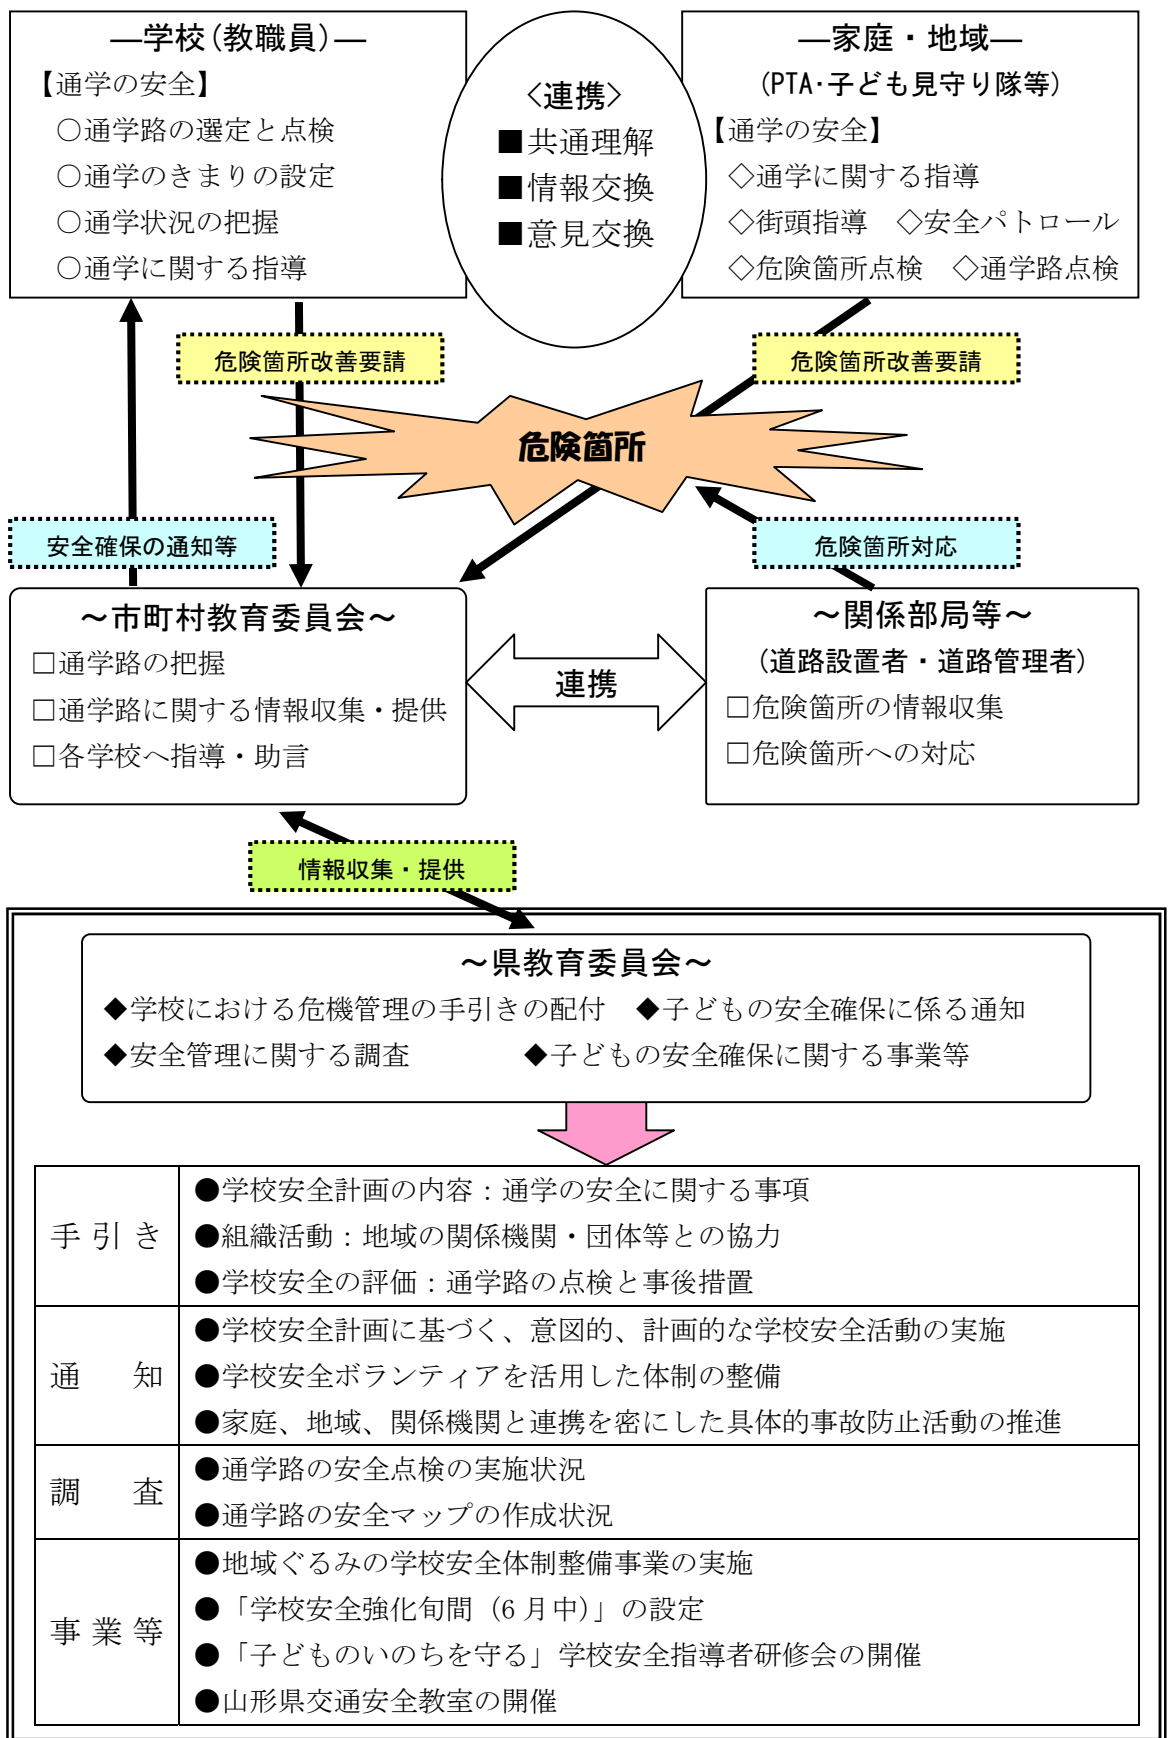 ―学校(教職員)―
【通学の安全】
○通学路の選定と点検
○通学のきまりの設定
○通学状況の把握
○通学に関する指導
〈連携〉
■共通理解
■情報交換
■意見交換
―家庭・地域―
(PTA・子ども見守り隊等)
【通学の安全】
◇通学に関する指導
◇街頭指導　◇安全パトロール
◇危険箇所点検　◇通学路点検
危険箇所改善要請
危険箇所改善要請
危険箇所
安全確保の通知等
危険箇所対応
～市町村教育委員会～
□通学路の把握
□通学路に関する情報収集・提供
□各学校へ指導・助言
連携
～関係部局等～
(道路設置者・道路管理者)
□危険箇所の情報収集
□危険箇所への対応
情報収集・提供
～県教育委員会～
◆学校における危機管理の手引きの配付　◆子どもの安全確保に係る通知
◆安全管理に関する調査　◆子どもの安全確保に関する事業等
手引き
●学校安全計画の内容：通学の安全に関する事項
●組織活動：地域の関係機関・団体等との協力
●学校安全の評価：通学路の点検と事後措置
通　知
●学校安全計画に基づく、意図的、計画的な学校安全活動の実施
●学校安全ボランティアを活用した体制の整備
●家庭、地域、関係機関と連携を密にした具体的事故防止活動の推進
調　査
●通学路の安全点検の実施状況
●通学路の安全マップの作成状況
事業等
●地域ぐるみの学校安全体制整備事業の実施
●「学校安全強化旬間（6月中）」の設定
●「子どものいのちを守る」学校安全指導者研修会の開催
●山形県交通安全教室の開催